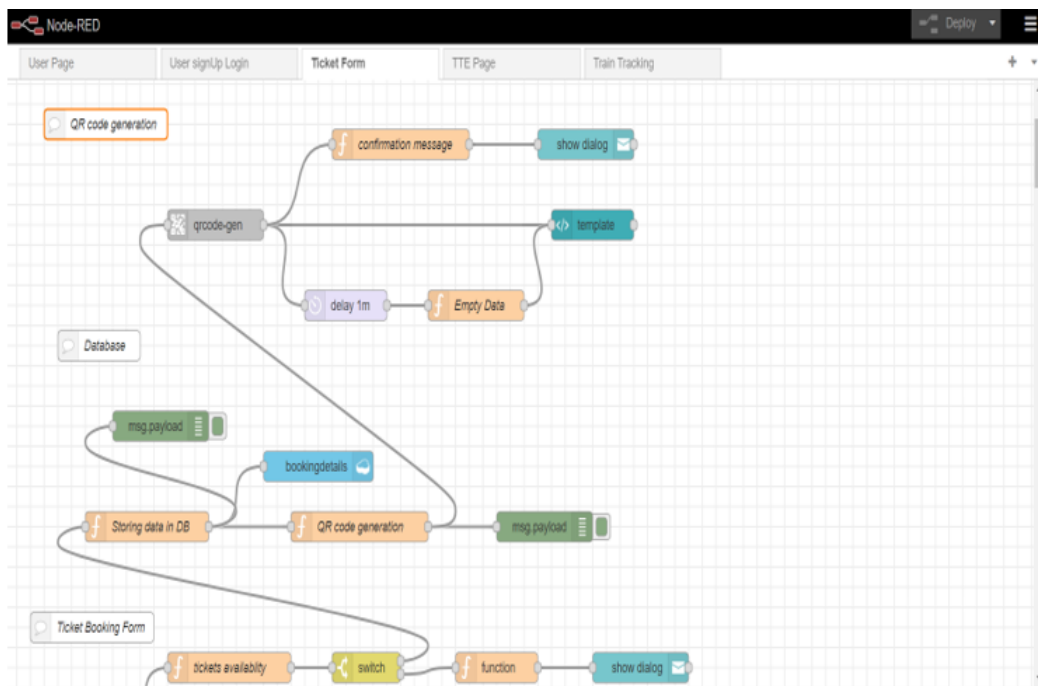 Node-RED
Deploy
User Page
User signUp Login
Ticket Form
TTE Page
Train Tracking
QR code generation
confirmation message
show dialog
qrcode-gen
template
delay 1m
Empty Data
Database
msg.payload
bookingdetails
Storing data in DB
QR code generation
msg.payload
Ticket Booking Form
tickets availablity
switch
function
show dialog